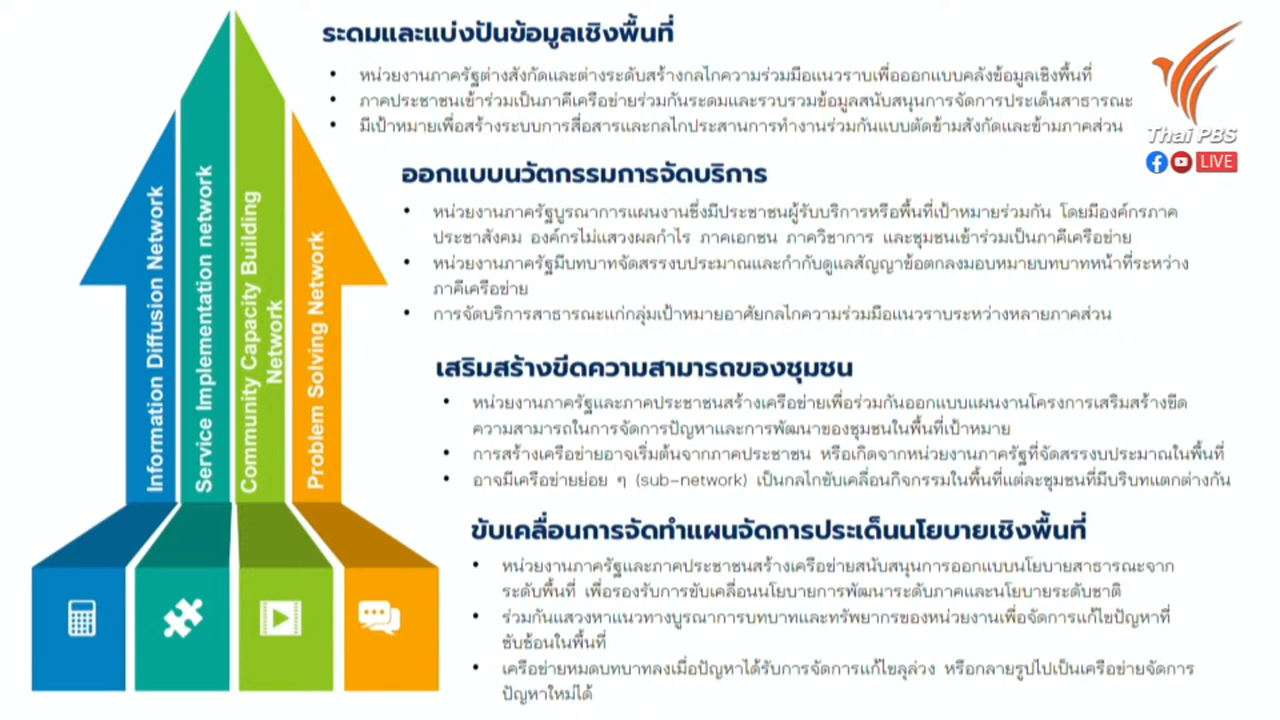 ระดมและแบ่งปันข้อมูลเชิงพื้นที่
• หน่วยงานภาครัฐต่างสังกัดและต่างระดับสร้างกลไกความร่วมมือแนวราบเพื่อออกแบบคลังข้อมูลเชิงพื้นที่
• ภาคประชาชนเข้าร่วมเป็นภาคีเครือข่ายร่วมกันระดมและรวบรวมข้อมูลสนับสนุนการจัดการประเด็นสาธารณะ
• มีเป้าหมายเพื่อสร้างระบบการสื่อสารและกลไกประสานการทำงานร่วมกันแบบตัดข้ามสังกัดและข้ามภาคส่วน
Thai PBS
LIVE
ออกแบบนวัตกรรมการจัดบริการ
• หน่วยงานภาครัฐบูรณาการแผนงานซึ่งมีประชาชนผู้รับบริการหรือพื้นที่เป้าหมายร่วมกัน โดยมีองค์กรภาค
ประชาสังคม องค์กรไม่แสวงผลกำไร ภาคเอกชน ภาควิชาการ และชุมชนเข้าร่วมเป็นภาคีเครือข่าย
• หน่วยงานภาครัฐมีบทบาทจัดสรรงบประมาณและกำกับดูแลสัญญาข้อตกลงมอบหมายบทบาทหน้าที่ระหว่าง
ภาคีเครือข่าย
• การจัดบริการสาธารณะแก่กลุ่มเป้าหมายอาศัยกลไกความร่วมมือแนวราบระหว่างหลายภาคส่วน
เสริมสร้างขีดความสามารถของชุมชน
• หน่วยงานภาครัฐและภาคประชาชนสร้างเครือข่ายเพื่อร่วมกันออกแบบแผนงานโครงการเสริมสร้างขีด
ความสามารถในการจัดการปัญหาและการพัฒนาของชุมชนในพื้นที่เป้าหมาย
• การสร้างเครือข่ายอาจเริ่มต้นจากภาคประชาชน หรือเกิดจากหน่วยงานภาครัฐที่จัดสรรงบประมาณในพื้นที่
• อาจมีเครือข่ายย่อย ๆ (sub-network) เป็นกลไกขับเคลื่อนกิจกรรมในพื้นที่แต่ละชุมชนที่มีบริบทแตกต่างกัน
ขับเคลื่อนการจัดทำแผนจัดการประเด็นนโยบายเชิงพื้นที่
• หน่วยงานภาครัฐและภาคประชาชนสร้างเครือข่ายสนับสนุนการออกแบบนโยบายสาธารณะจาก
ระดับพื้นที่ เพื่อรองรับการขับเคลื่อนนโยบายการพัฒนาระดับภาคและนโยบายระดับชาติ
• ร่วมกันแสวงหาแนวทางบูรณาการบทบาทและทรัพยากรของหน่วยงานเพื่อจัดการแก้ไขปัญหาที่
ซับซ้อนในพื้นที่
• เครือข่ายหมดบทบาทลงเมื่อปัญหาได้รับการจัดการแก้ไขลุล่วง หรือกลายรูปไปเป็นเครือข่ายจัดการ
ปัญหาใหม่ได้
Information Diffusion Network
Service Implementation network
Community Capacity Building
Network
Problem Solving Network